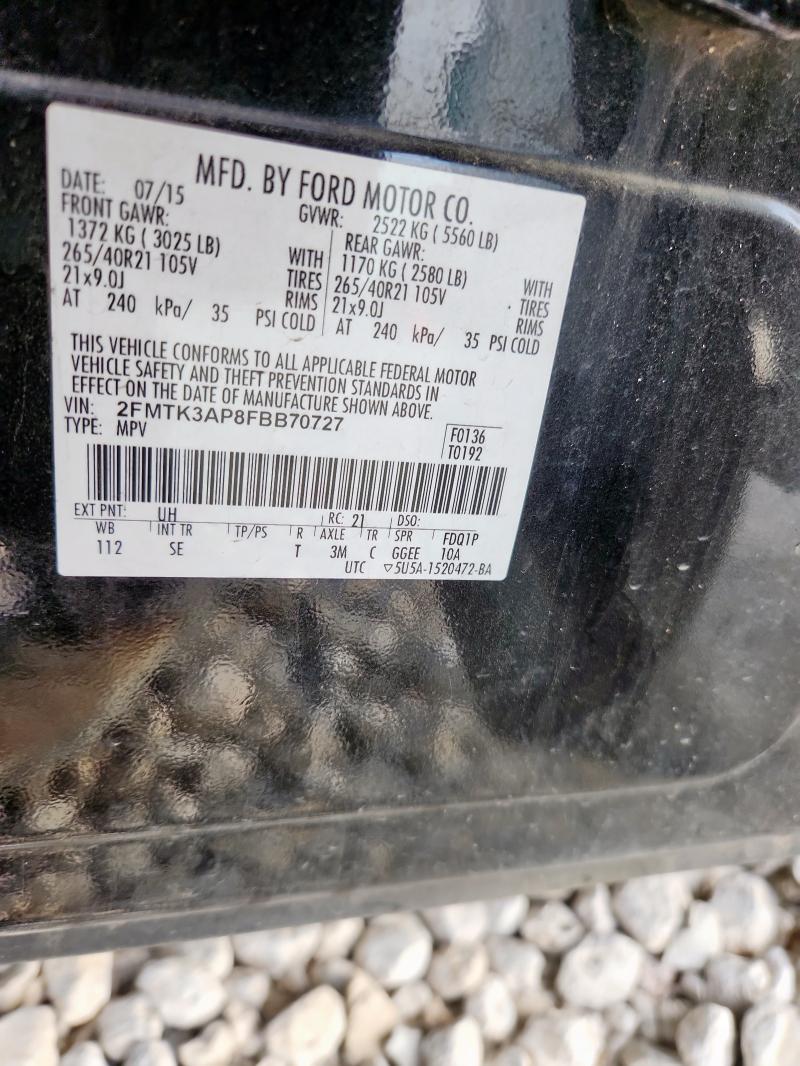 MFD. BY FORD MOTOR CO.
DATE: 07/15 GVWR: 2522 KG ( 5560 LB)
FRONT GAWR: REAR GAWR:
1372 KG ( 3025 LB) WITH 1170 KG ( 2580 LB) WITH
265/40R21 105V TIRES 265/40R21 105V TIRES
21x9.0J RIMS 21x9.0J RIMS
AT 240 kPa/ 35 PSI COLD AT 240 kPa/ 35 PSI COLD
THIS VEHICLE CONFORMS TO ALL APPLICABLE FEDERAL MOTOR
VEHICLE SAFETY AND THEFT PREVENTION STANDARDS IN
EFFECT ON THE DATE OF MANUFACTURE SHOWN ABOVE.
VIN: 2FMTK3AP8FBB70727
TYPE: MPV F0136
T0192
EXT PNT: UH RC: 21 DSO:
WB INT TR TP/PS R AXLE TR SPR FDQ1P
112 SE T 3M C GGEE 10A
UTC ▽5U5A-1520472-BA